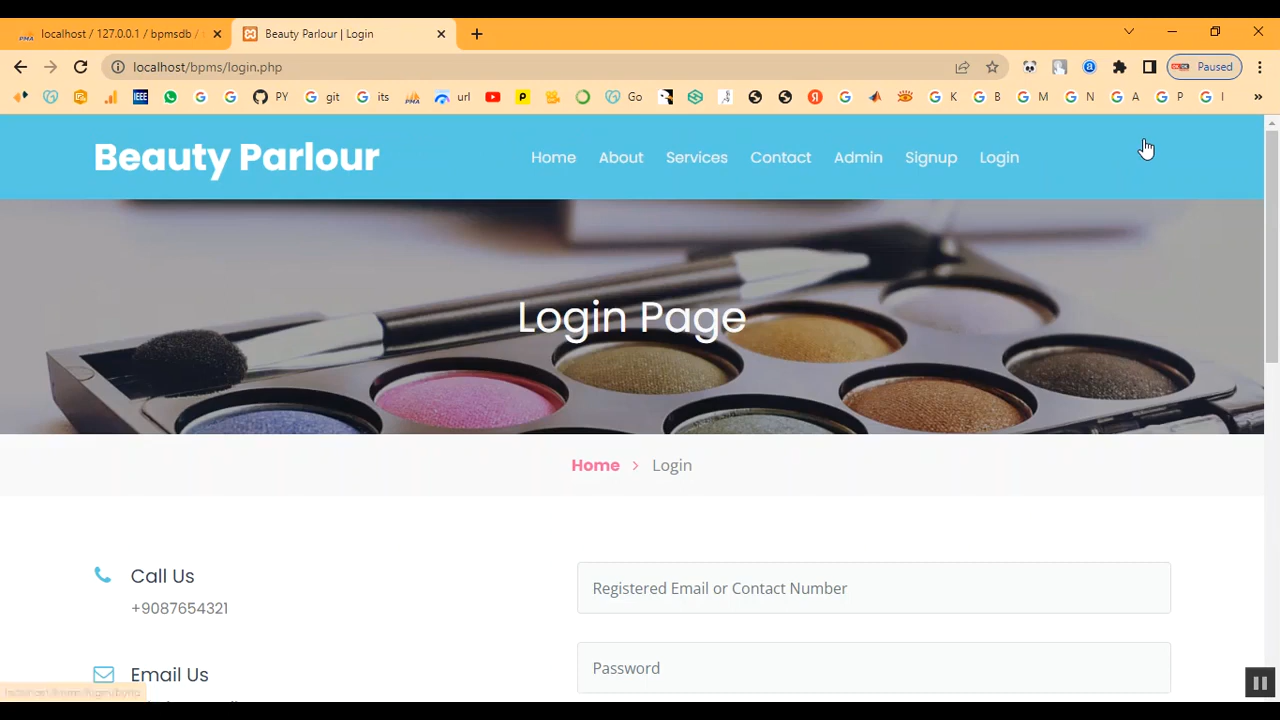 localhost / 127.0.0.1 / bpmsdb /
Beauty Parlour | Login
localhost/bpms/login.php
Paused
PY
git
its
url
Go
K
B
M
N
A
P
I
Beauty Parlour
Home
About
Services
Contact
Admin
Signup
Login
Login Page
Home > Login
Call Us
+9087654321
Registered Email or Contact Number
Email Us
Password